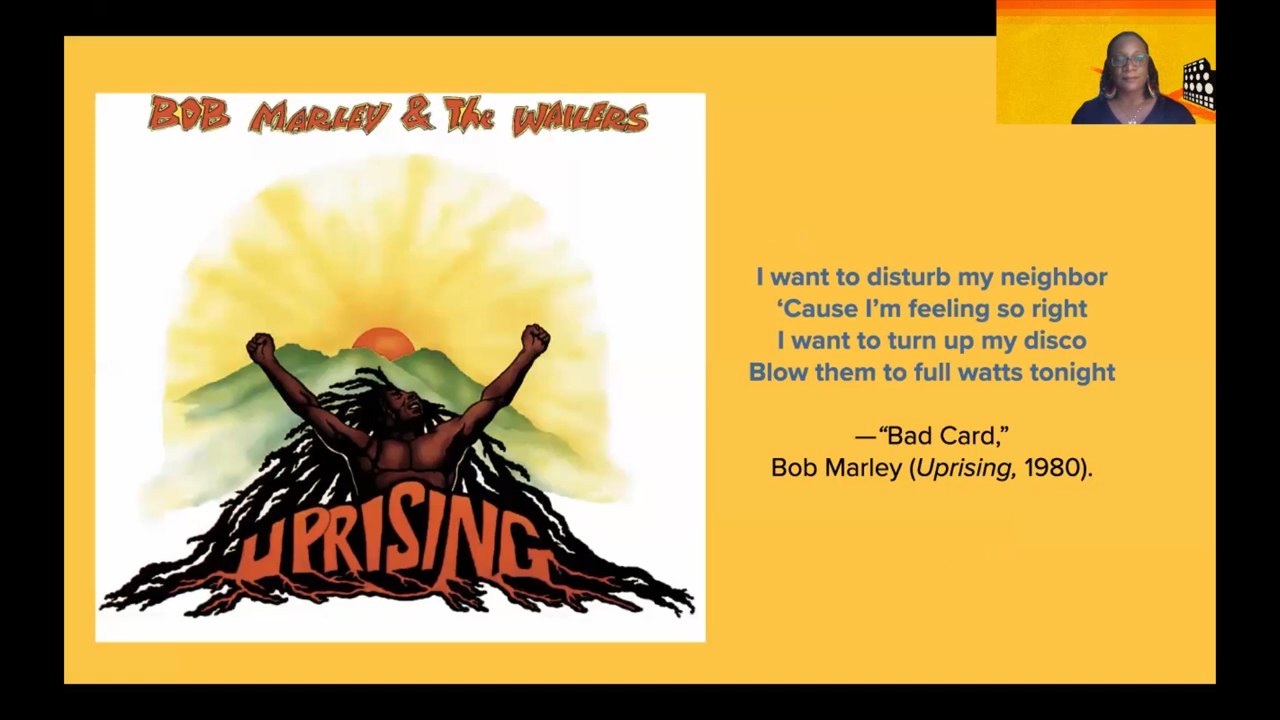 BOB MARLEY & The WAILERS
UPRISING
I want to disturb my neighbor
‘Cause I’m feeling so right
I want to turn up my disco
Blow them to full watts tonight
—“Bad Card,”
Bob Marley (Uprising, 1980).